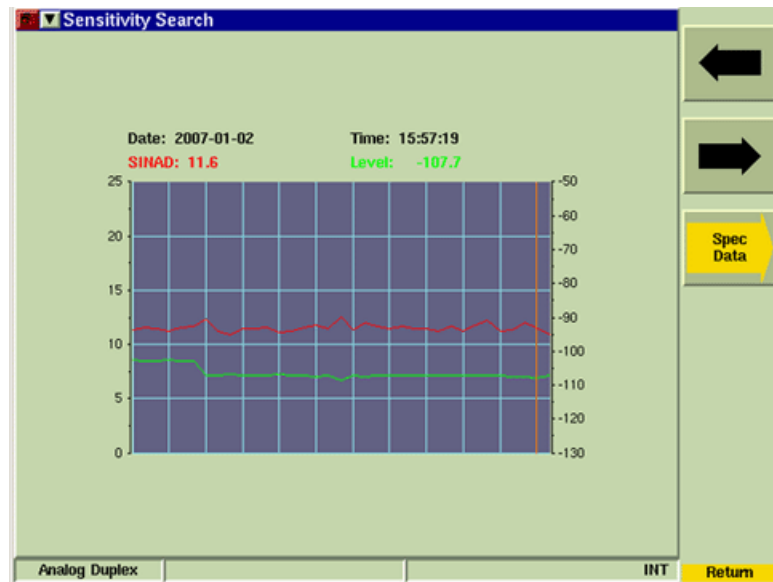 Sensitivity Search
Date: 2007-01-02 Time: 15:57:19
SINAD: 11.6 Level: -107.7
25
20
15
10
5
0
-50
-60
-70
-80
-90
-100
-110
-120
-130
Spec
Data
Analog Duplex INT Return